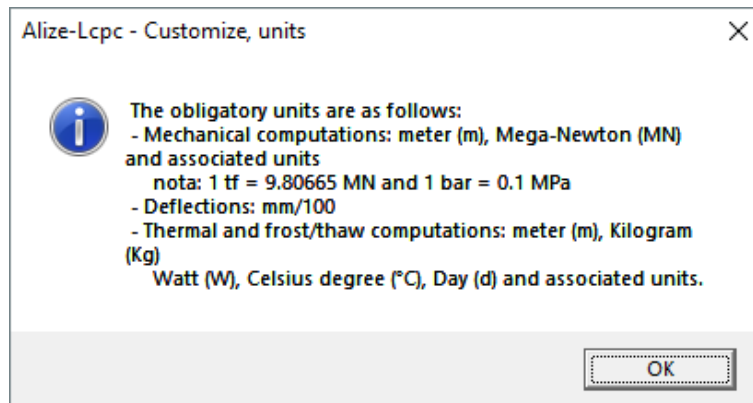 Alize-Lcpc - Customize, units
The obligatory units are as follows:
- Mechanical computations: meter (m), Mega-Newton (MN)
and associated units
nota: 1 tf = 9.80665 MN and 1 bar = 0.1 MPa
- Deflections: mm/100
- Thermal and frost/thaw computations: meter (m), Kilogram
(Kg)
Watt (W), Celsius degree (°C), Day (d) and associated units.
OK